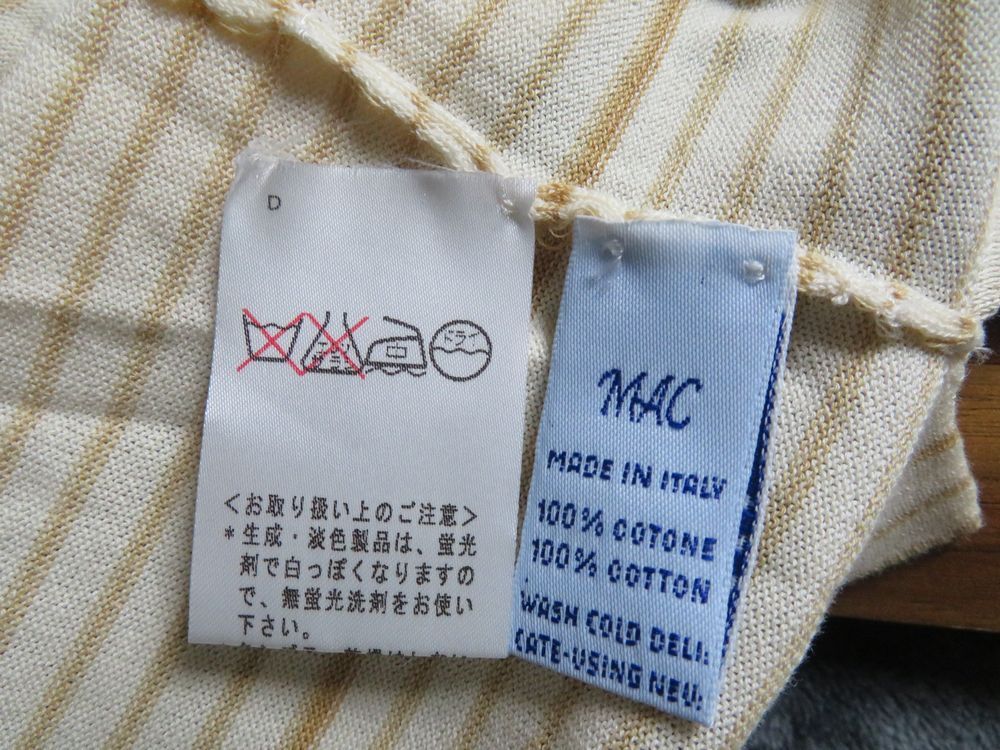 D
中
ドライ
<お取り扱い上のご注意>
*生成・淡色製品は、蛍光
剤で白っぽくなりますの
で、無蛍光洗剤をお使い
下さい。
MAC
MADE IN ITALY
100% COTONE
100% COTTON
WASH COLD DELI
CATE-USING NEU